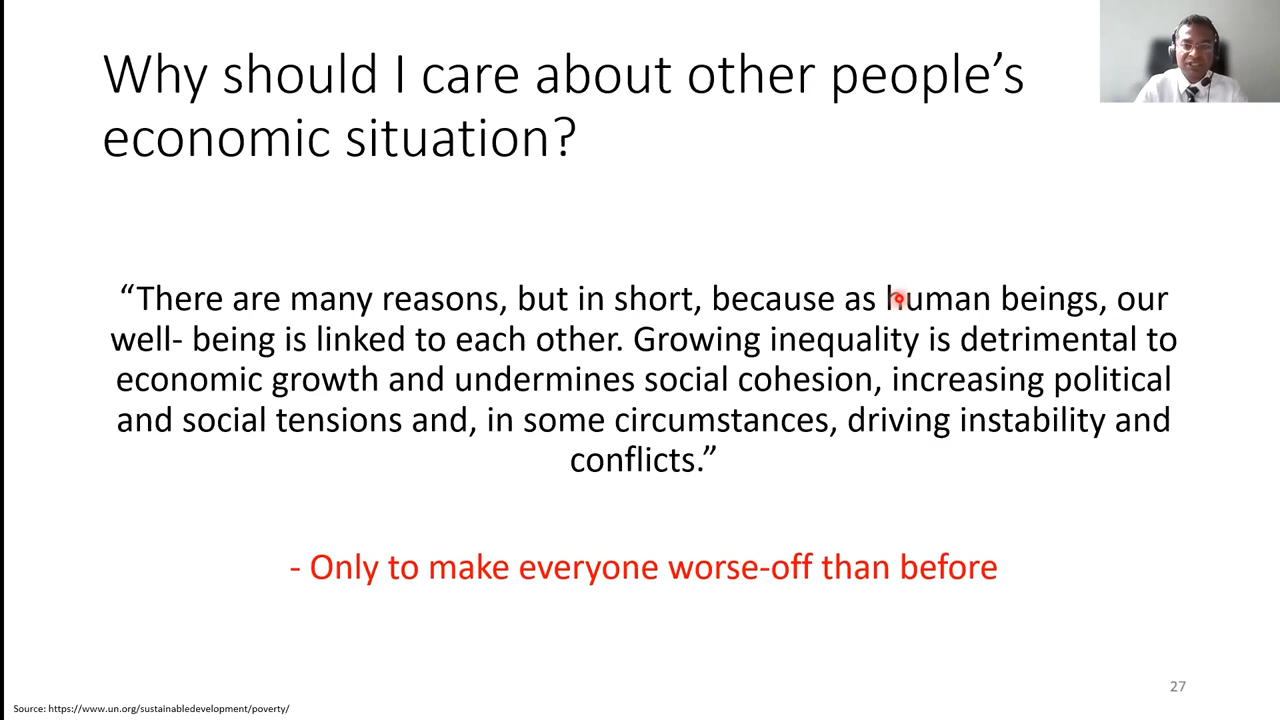 Why should I care about other people’s
economic situation?
“There are many reasons, but in short, because as human beings, our
well- being is linked to each other. Growing inequality is detrimental to
economic growth and undermines social cohesion, increasing political
and social tensions and, in some circumstances, driving instability and
conflicts.”
- Only to make everyone worse-off than before
27
Source: https://www.un.org/sustainabledevelopment/poverty/